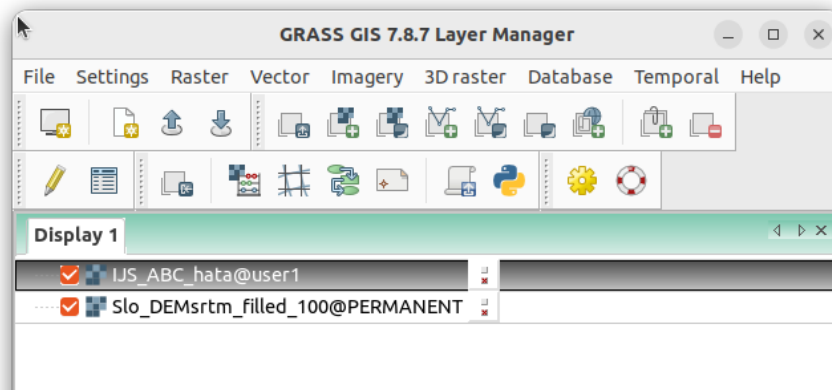 GRASS GIS 7.8.7 Layer Manager
File Settings Raster Vector Imagery 3D raster Database Temporal Help
Display 1
IJS_ABC_hata@user1
Slo_DEMsrtm_filled_100@PERMANENT